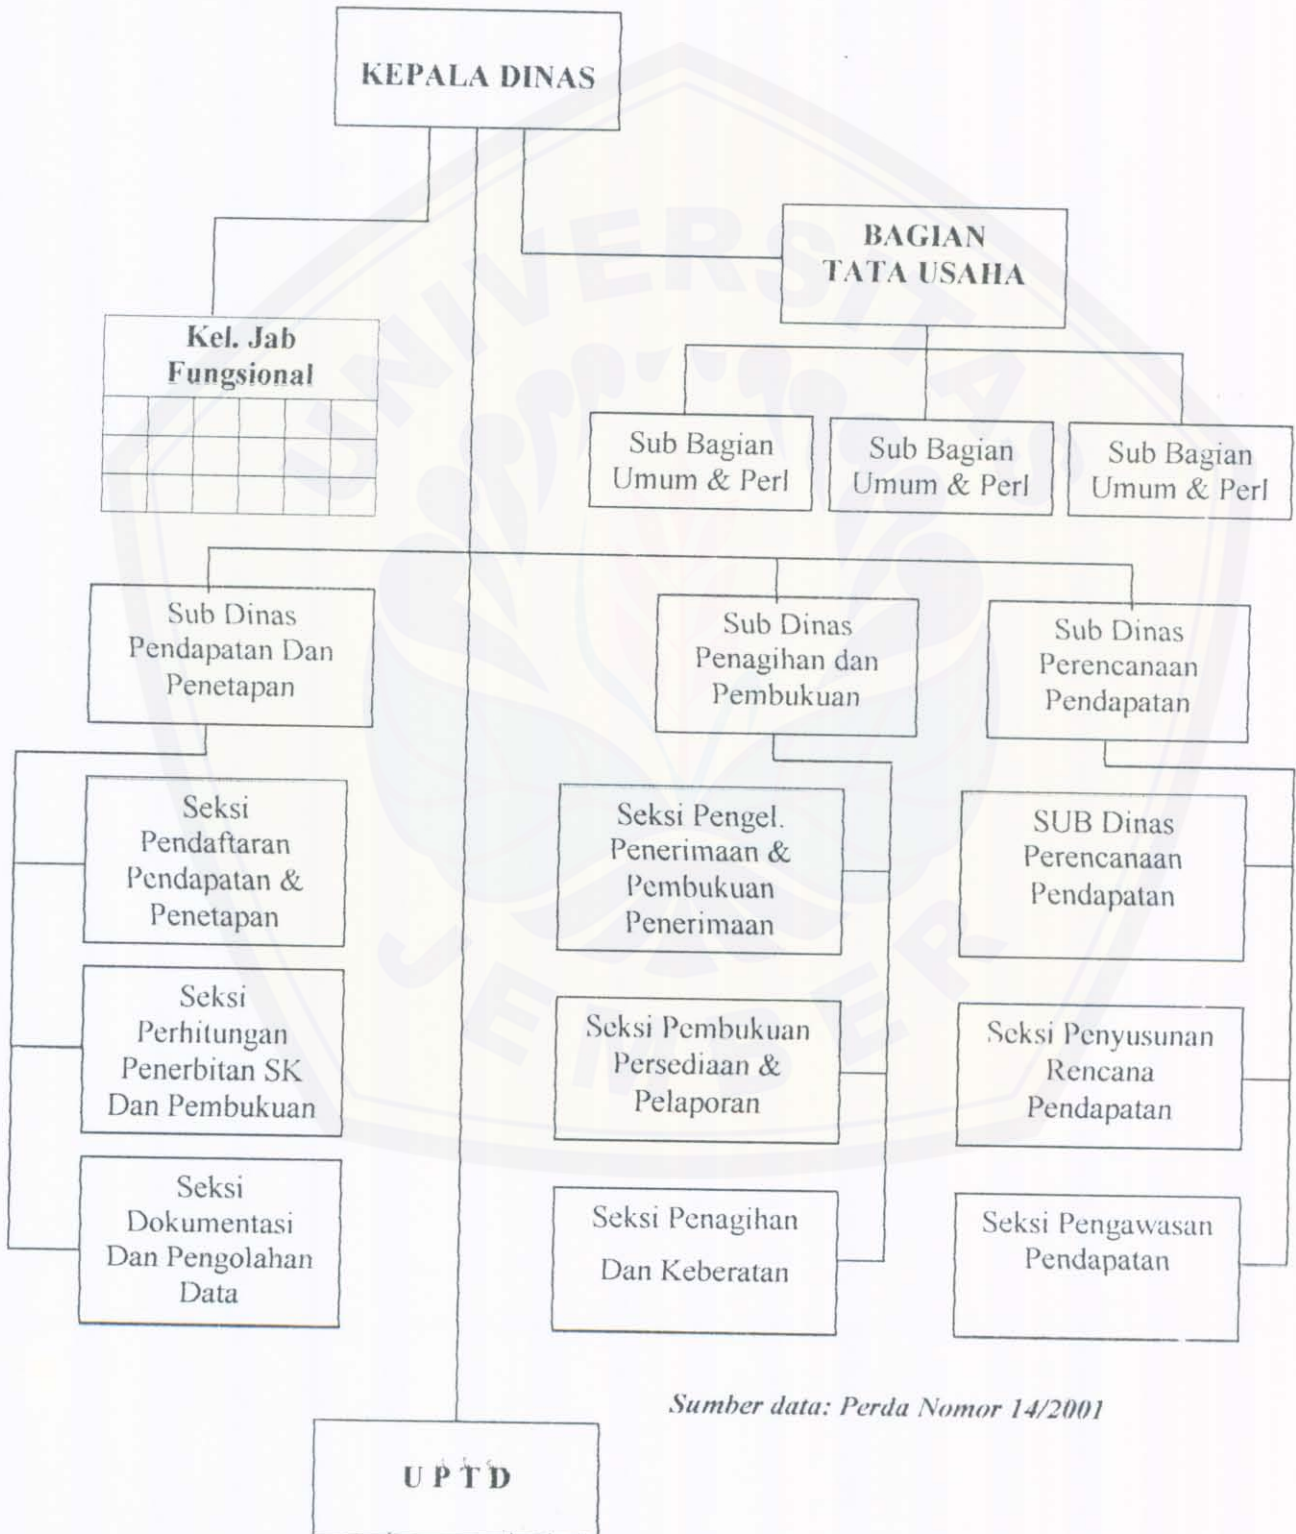 KEPALA DINAS
BAGIAN
TATA USAHA
Kel. Jab
Fungsional
Sub Bagian
Umum & Perl
Sub Bagian
Umum & Perl
Sub Bagian
Umum & Perl
Sub Dinas
Pendapatan Dan
Penetapan
Sub Dinas
Penagihan dan
Pembukuan
Sub Dinas
Perencanaan
Pendapatan
Seksi
Pendaftaran
Pendapatan &
Penetapan
Seksi Pengel.
Penerimaan &
Pembukuan
Penerimaan
SUB Dinas
Perencanaan
Pendapatan
Seksi
Perhitungan
Penerbitan SK
Dan Pembukuan
Seksi Pembukuan
Persediaan &
Pelaporan
Seksi Penyusunan
Rencana
Pendapatan
Seksi
Dokumentasi
Dan Pengolahan
Data
Seksi Penagihan
Dan Keberatan
Seksi Pengawasan
Pendapatan
Sumber data: Perda Nomor 14/2001
U P T D
UNIVERSITAS
JEMBER